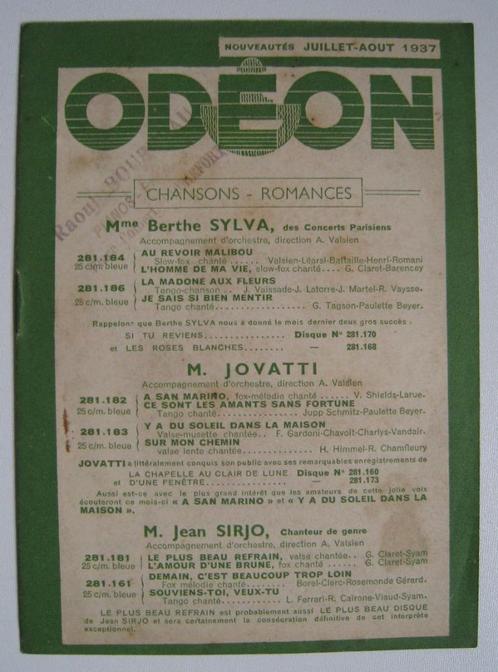 NOUVEAUTÉS JUILLET-AOUT 1937
ODÉON
Raoul
PIANOS
CHANSONS - ROMANCES
Mme Berthe SYLVA, des Concerts Parisiens
Accompagnement d'orchestre, direction A. Valsien
281.164 AU REVOIR MALIBOU
25 c/m. bleue Slow-fox chanté ...... Valsien-Légral-Battaille-Henri-Romani
L'HOMME DE MA VIE, slow-fox chanté.... G. Claret-Barencey
281.186 LA MADONE AUX FLEURS
25 c/m. bleue Tango-chanson .. J. Vaissade-J. Latorre-J. Martel-R. Vaysse.
JE SAIS SI BIEN MENTIR
Tango chanté................ G. Tagson-Paulette Beyer.
Rappelons que Berthe SYLVA nous a donné le mois dernier deux gros succès :
SI TU REVIENS.................. Disque N° 281.170
et LES ROSES BLANCHES........ — 281.168
M. JOVATTI
Accompagnement d'orchestre, direction A. Valsien
281.182 A SAN MARINO, fox-mélodie chanté ...... V. Shields-Larue.
25 c/m. bleue CE SONT LES AMANTS SANS FORTUNE
Tango chanté............ Jupp Schmitz-Paulette Beyer.
281.183 Y A DU SOLEIL DANS LA MAISON
Valse-musette chantée.. F. Gardoni-Chavoit-Charlys-Vandair.
25 c/m. bleue SUR MON CHEMIN
valse lente chantée.............. H. Himmel-R. Chamfleury
JOVATTI a littéralement conquis son public avec ses remarquables enregistrements de
LA CHAPELLE AU CLAIR DE LUNE Disque N° 281.160
et D'UNE FENÊTRE................ — 281.173
Aussi est-ce avec le plus grand intérêt que les amateurs de cette jolie voix
écouteront ce mois-ci « A SAN MARINO » et « Y A DU SOLEIL DANS LA
MAISON ».
M. Jean SIRJO, Chanteur de genre
Accompagnement d'orchestre, direction A. Valsien
281.181 LE PLUS BEAU REFRAIN, valse chantée.. G. Claret-Syam
25 c/m. bleue L'AMOUR D'UNE BRUNE, fox chanté ...... G. Claret-Syam
281.161 DEMAIN, C'EST BEAUCOUP TROP LOIN
Fox mélodie chanté........ Borel-Clerc-Rosemonde Gérard.
25 c/m. bleue SOUVIENS-TOI, VEUX-TU
Tango chanté........ L. Ferrari-R. Cairone-Viaud-Syam.
LE PLUS BEAU REFRAIN est probablement aussi LE PLUS BEAU DISQUE
de Jean SIRJO et sera certainement la consécration définitive de cet interprète
exceptionnel.